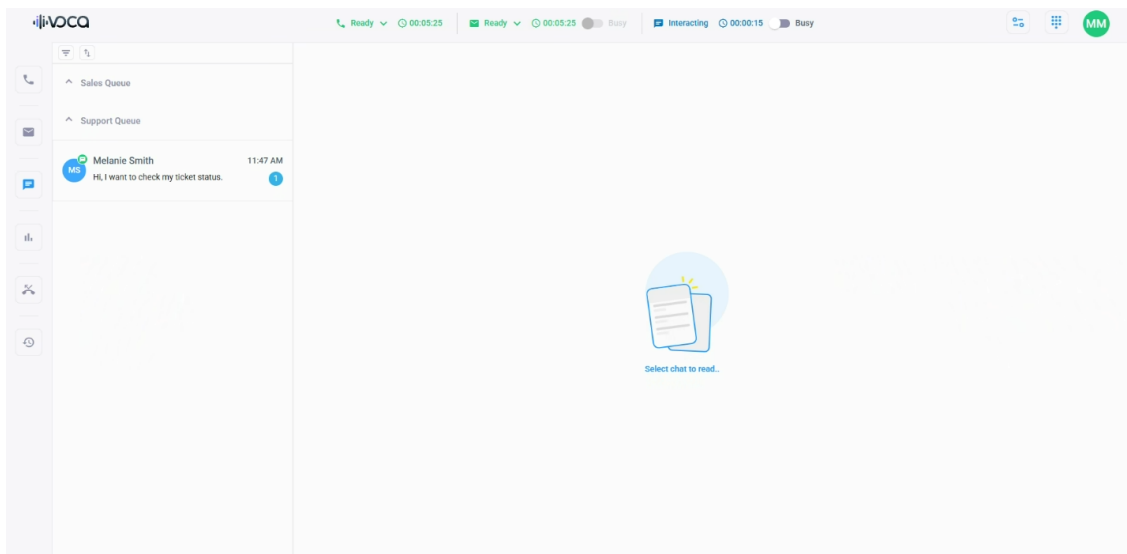 VOCA
Ready 00:05:25 Ready 00:05:25 Busy Interacting 00:00:15 Busy
MM
Sales Queue
Support Queue
MS Melanie Smith 11:47 AM
Hi, I want to check my ticket status. 1
Select chat to read..